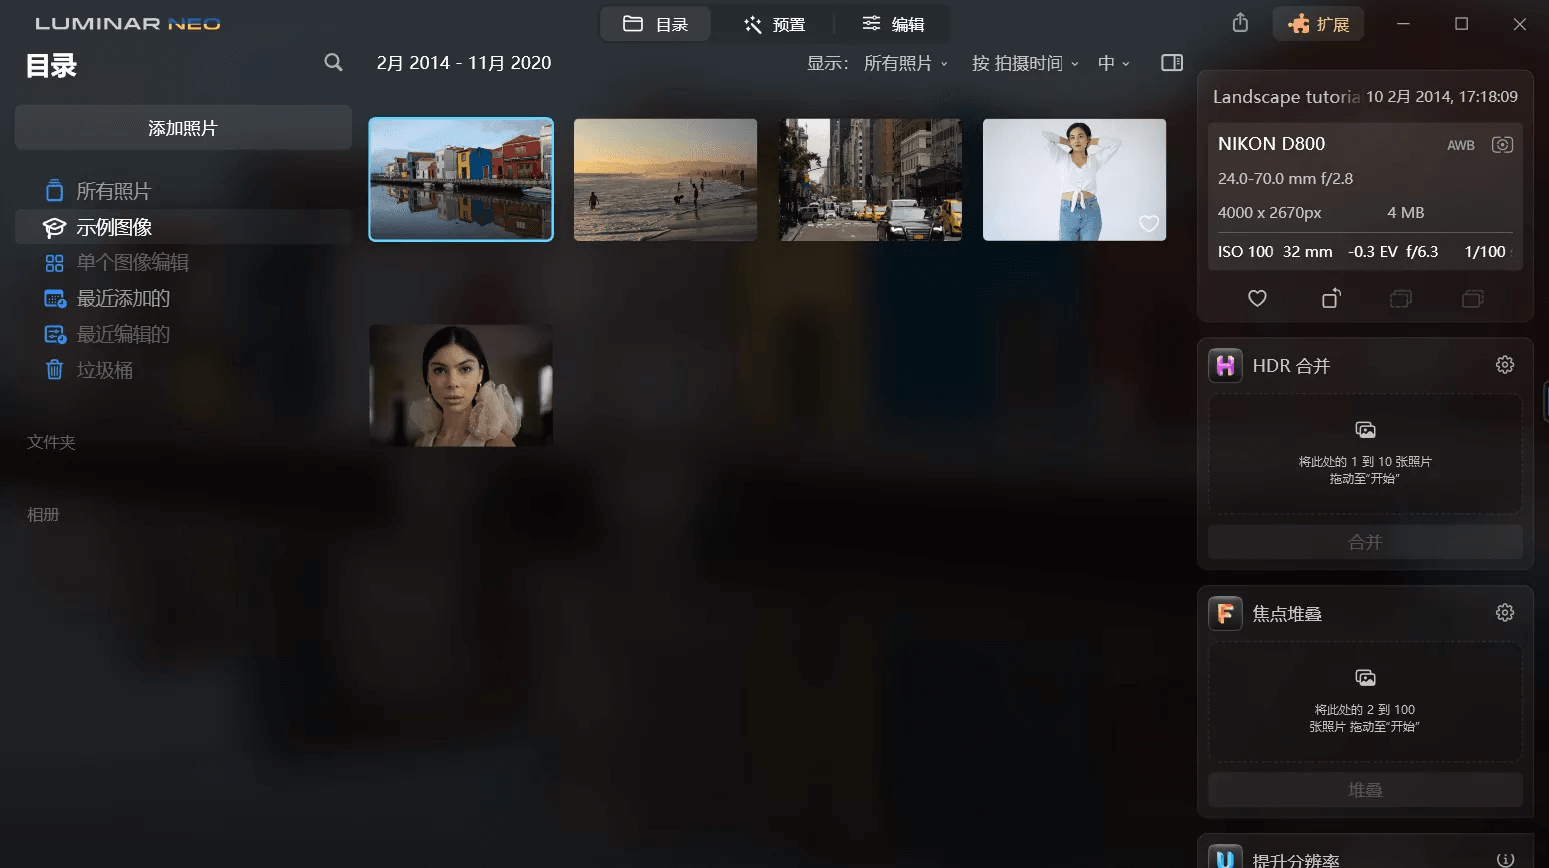 LUMINAR NEO
目录
预置
编辑
扩展
目录
2月 2014 - 11月 2020
显示： 所有照片
按 拍摄时间
中
添加照片
所有照片
示例图像
单个图像编辑
最近添加的
最近编辑的
垃圾桶
文件夹
相册
Landscape tutoria 10 2月 2014, 17:18:09
NIKON D800
AWB
24.0-70.0 mm f/2.8
4000 x 2670px 4 MB
ISO 100 32 mm -0.3 EV f/6.3 1/100
HDR 合并
将此处的 1 到 10 张照片
拖动至“开始”
合并
焦点堆叠
将此处的 2 到 100
张照片 拖动至“开始”
堆叠
提升分辨率